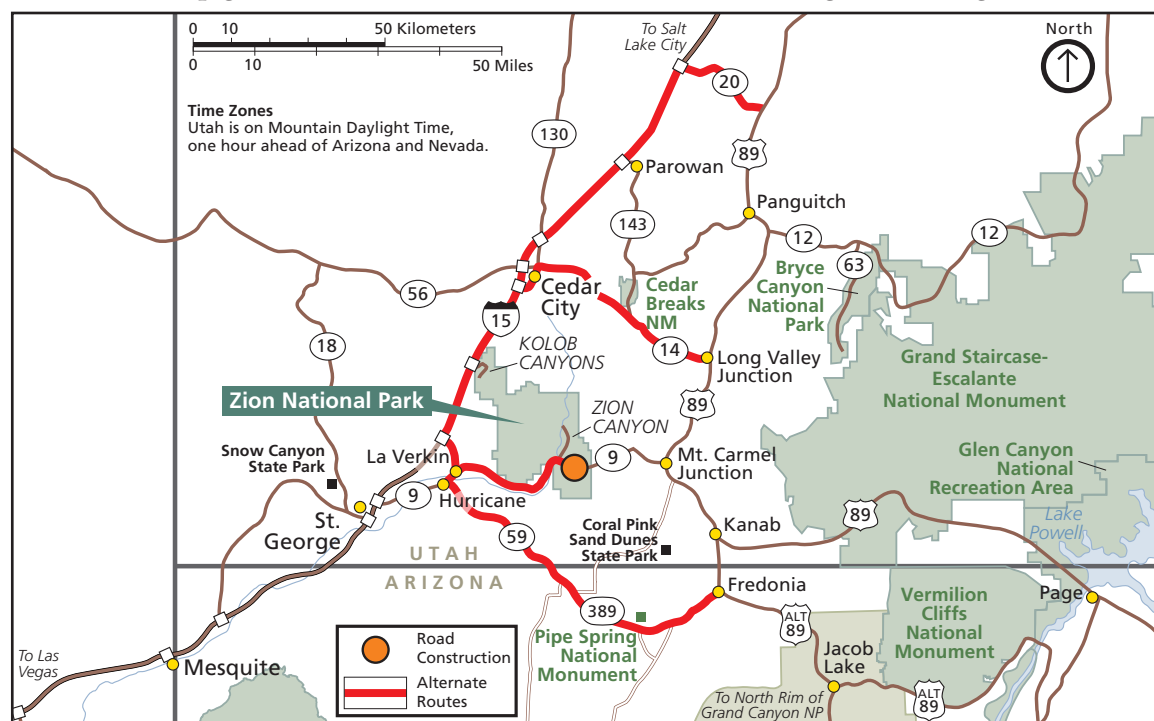 0 10 50 Kilometers
0 10 50 Miles
Time Zones
Utah is on Mountain Daylight Time,
one hour ahead of Arizona and Nevada.
To Salt
Lake City
North
20
130
89
Parowan
Panguitch
143
12
12
63
Bryce
Canyon
National
Park
56
Cedar
City
Cedar
Breaks
NM
15
18
KOLOB
CANYONS
14
Long Valley
Junction
Grand Staircase-
Escalante
National Monument
89
Zion National Park
ZION
CANYON
Snow Canyon
State Park
La Verkin
9
Mt. Carmel
Junction
Glen Canyon
National
Recreation Area
9
Hurricane
St.
George
59
Coral Pink
Sand Dunes
State Park
Kanab
89
Lake
Powell
UTAH
ARIZONA
Fredonia
389
Page
Vermilion
Cliffs
National
Monument
ALT
89
Pipe Spring
National
Monument
Road
Construction
Alternate
Routes
To Las
Vegas
Mesquite
Jacob
Lake
ALT
89
To North Rim of
Grand Canyon NP